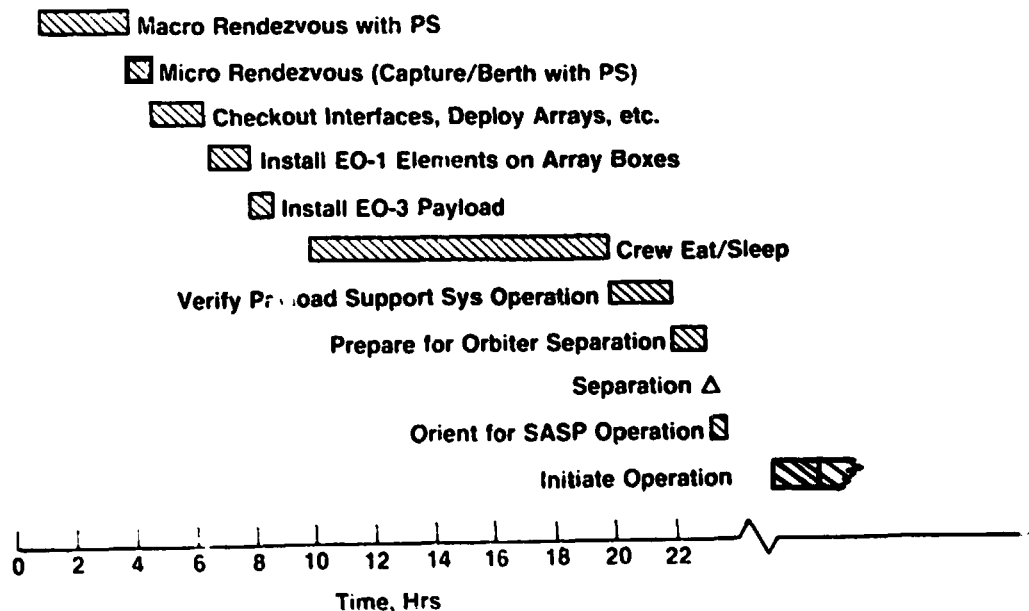 Macro Rendezvous with PS
Micro Rendezvous (Capture/Berth with PS)
Checkout Interfaces, Deploy Arrays, etc.
Install EO-1 Elements on Array Boxes
Install EO-3 Payload
Crew Eat/Sleep
Verify Support Sys Operation
Prepare for Orbiter Separation
Separation
Orient for SASP Operation
Initiate Operation
0 2 4 6 8 10 12 14 16 18 20 22
Time, Hrs